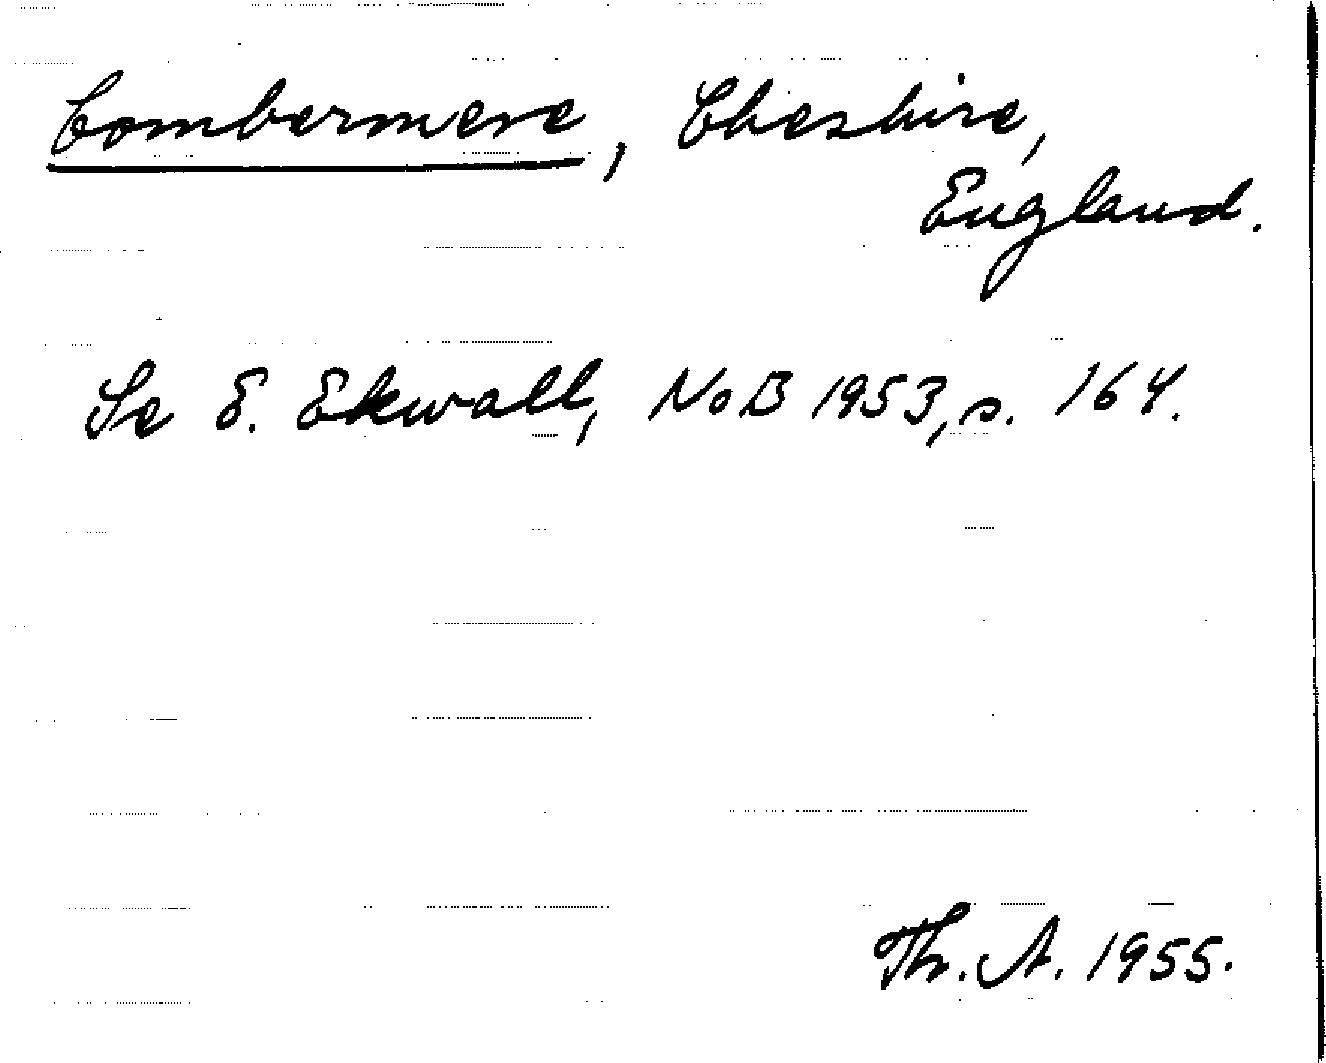 Combermere, Cheshire,
England.
Se E. Ekwall, NoB 1953, s. 164.
Th. A. 1955.